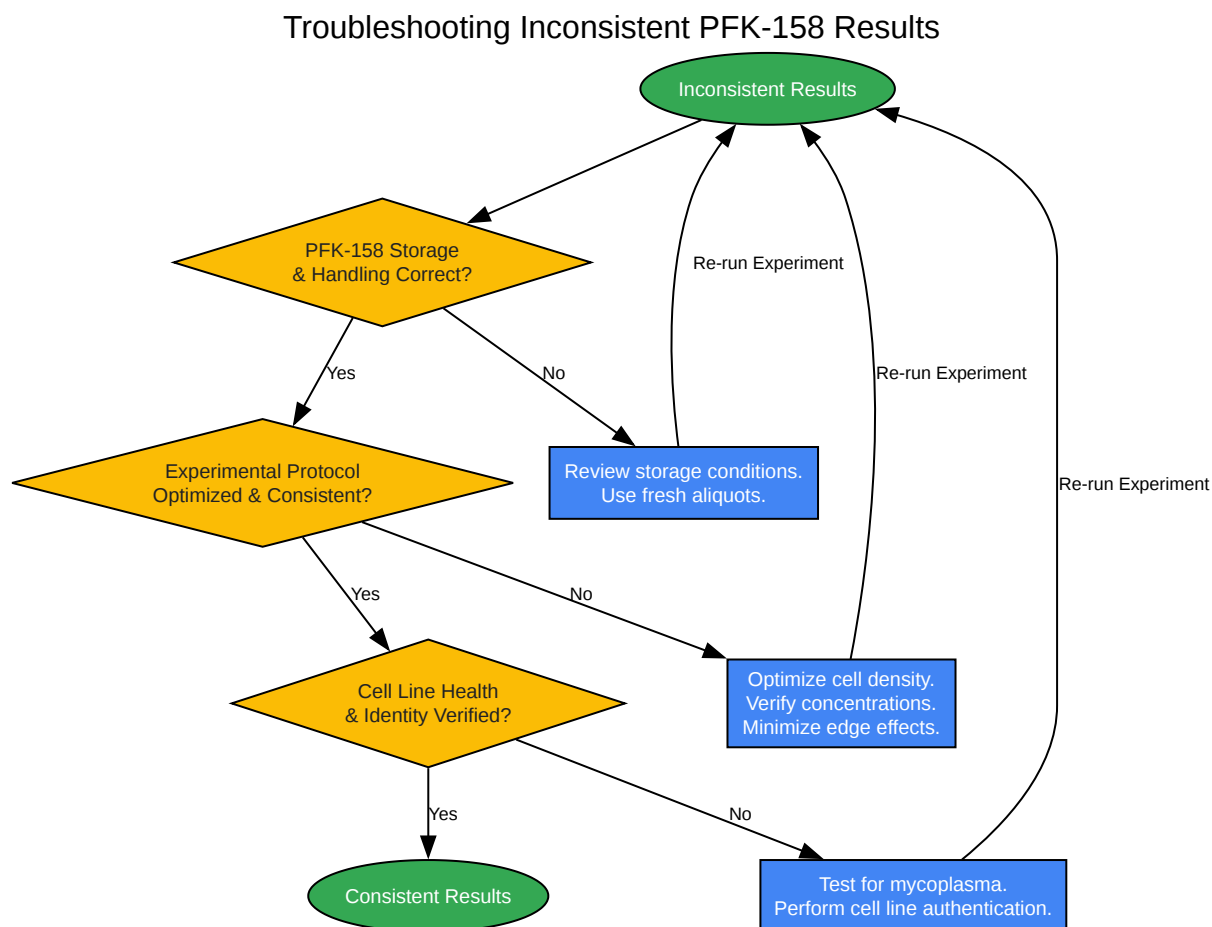 Troubleshooting Inconsistent PFK-158 Results
Inconsistent Results
PFK-158 Storage
& Handling Correct?
Re-run Experiment
Yes
No
Re-run Experiment
Experimental Protocol
Optimized & Consistent?
Review storage conditions.
Use fresh aliquots.
Re-run Experiment
Yes
No
Cell Line Health
& Identity Verified?
Optimize cell density.
Verify concentrations.
Minimize edge effects.
Yes
No
Consistent Results
Test for mycoplasma.
Perform cell line authentication.